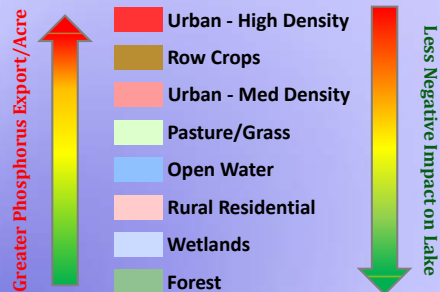 Greater Phosphorus Export/Acre
Urban - High Density
Row Crops
Urban - Med Density
Pasture/Grass
Open Water
Rural Residential
Wetlands
Forest
Less Negative Impact on Lake